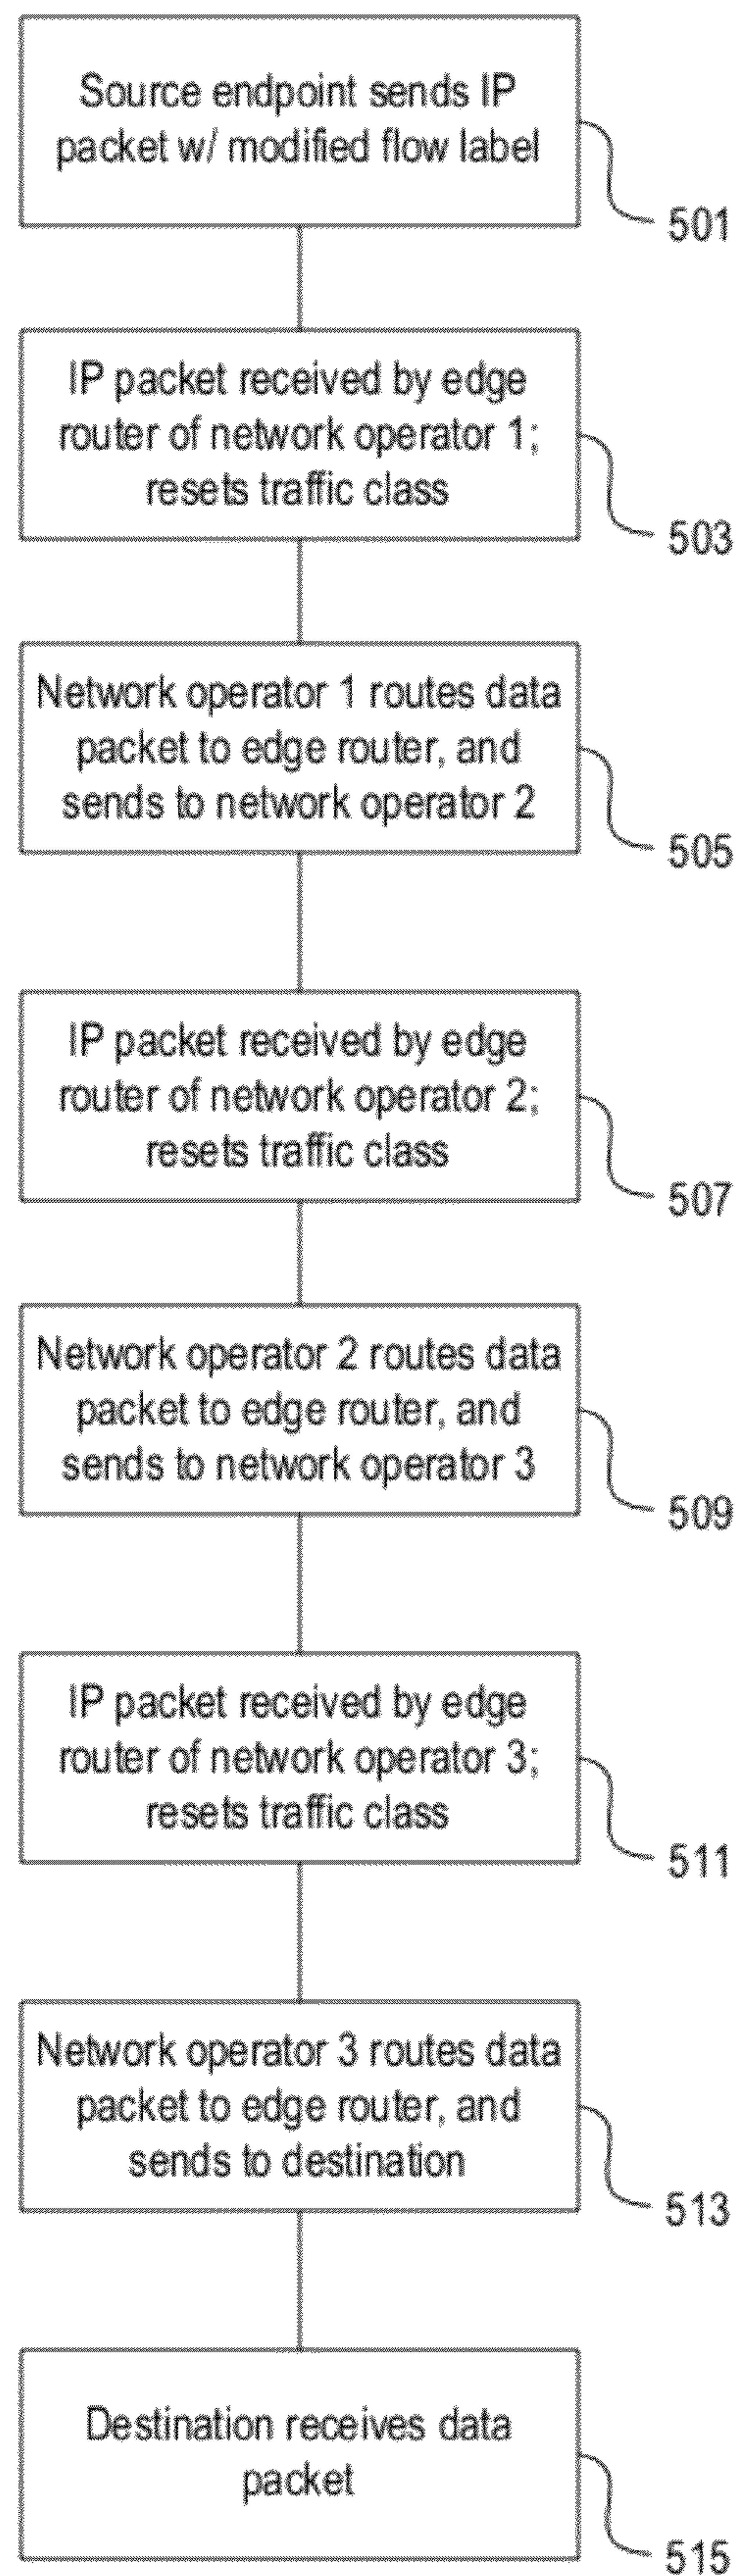 Source endpoint sends IP
packet w/ modified flow label
501
IP packet received by edge
router of network operator 1;
resets traffic class
503
Network operator 1 routes data
packet to edge router, and
sends to network operator 2
505
IP packet received by edge
router of network operator 2;
resets traffic class
507
Network operator 2 routes data
packet to edge router, and
sends to network operator 3
509
IP packet received by edge
router of network operator 3;
resets traffic class
511
Network operator 3 routes data
packet to edge router, and
sends to destination
513
Destination receives data
packet
515